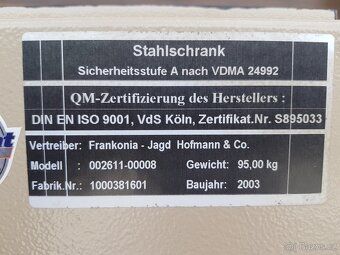 Stahlschrank
Sicherheitsstufe A nach VDMA 24992
QM-Zertifizierung des Herstellers :
DIN EN ISO 9001, VdS Köln, Zertifikat.Nr. S895033
Vertreiber: Frankonia - Jagd Hofmann & Co.
Modell : 002611-00008 Gewicht: 95,00 kg
Fabrik.Nr.: 1000381601 Baujahr: 2003